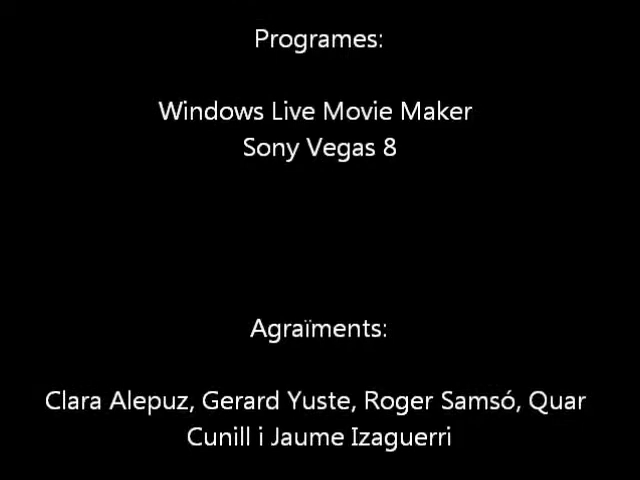 Programes:
Windows Live Movie Maker
Sony Vegas 8
Agraïments:
Clara Alepuz, Gerard Yuste, Roger Samsó, Quar
Cunill i Jaume Izaguerri